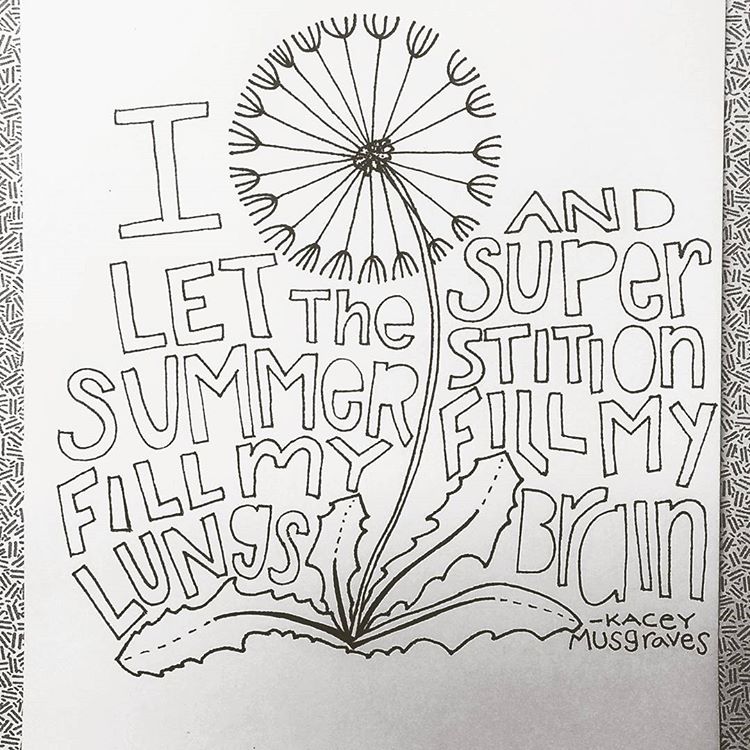 I
LET THE
SUMMER
FILL MY
LUNGS
AND
SUPER
STITION
FILL MY
BRAIN
-KACEY
MUSGRAVES